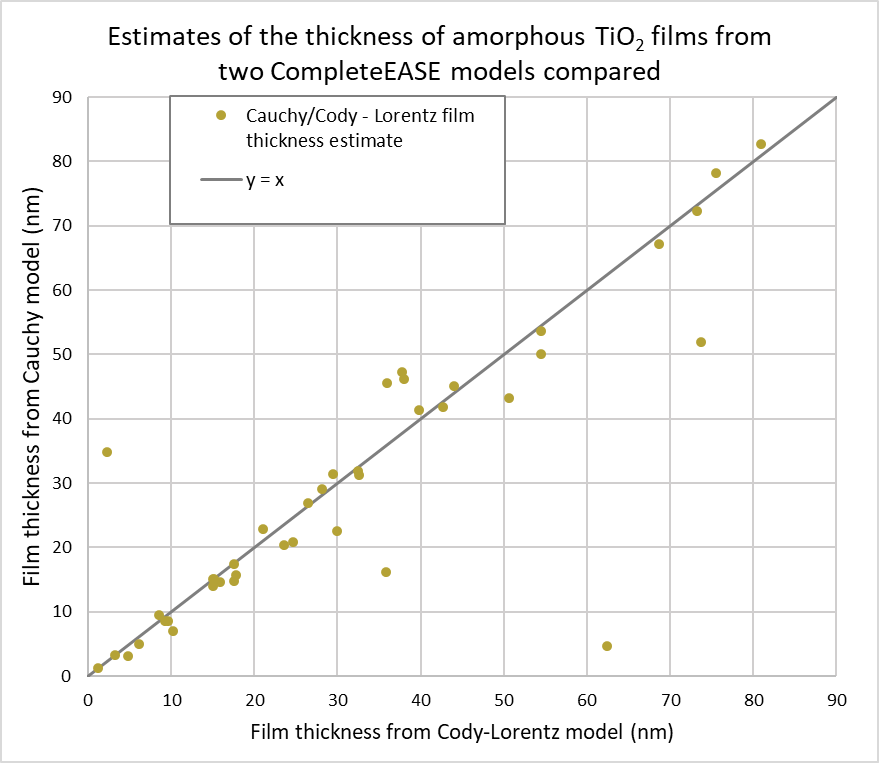 Estimates of the thickness of amorphous TiO₂ films from
two CompleteEASE models compared
Cauchy/Cody - Lorentz film
thickness estimate
y = x
Film thickness from Cauchy model (nm)
90
80
70
60
50
40
30
20
10
0
0 10 20 30 40 50 60 70 80 90
Film thickness from Cody-Lorentz model (nm)